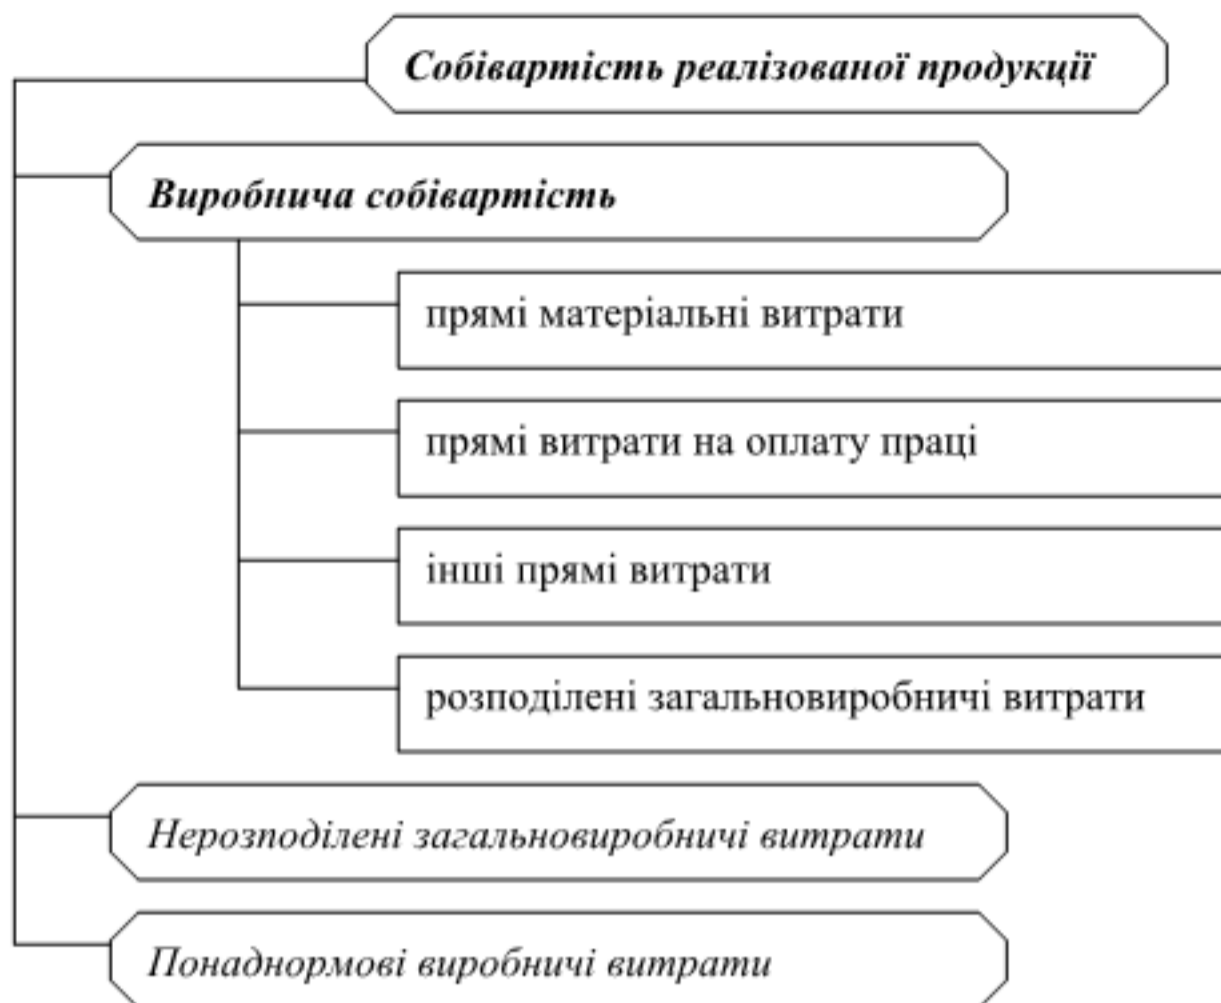 Собівартість реалізованої продукції
Виробнича собівартість
прямі матеріальні витрати
прямі витрати на оплату праці
інші прямі витрати
розподілені загальновиробничі витрати
Нерозподілені загальновиробничі витрати
Понаднормові виробничі витрати